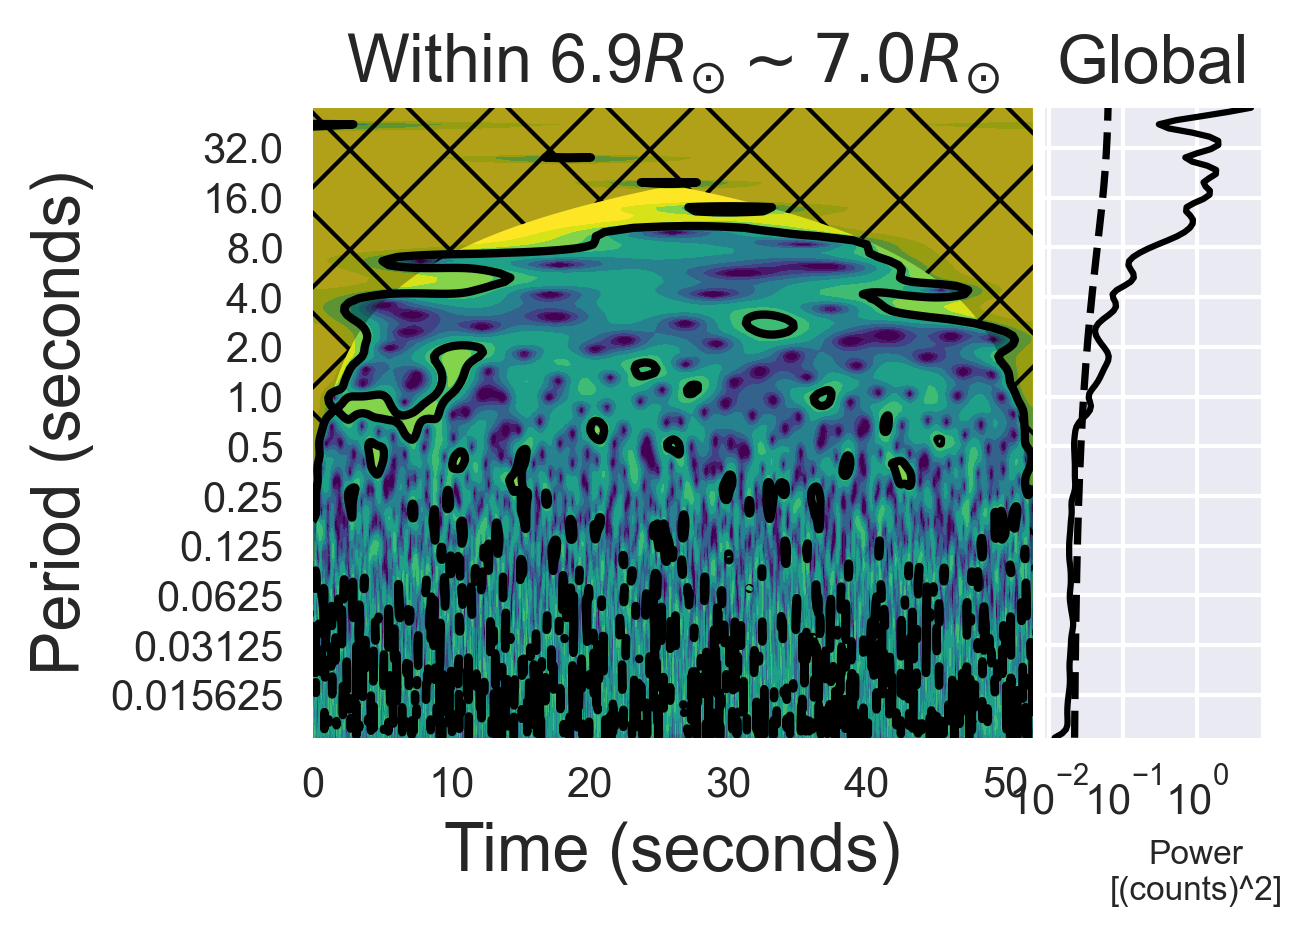 Within 6.9R☉ ~ 7.0R☉
Global
Period (seconds)
32.0
16.0
8.0
4.0
2.0
1.0
0.5
0.25
0.125
0.0625
0.03125
0.015625
0 10 20 30 40 50
10⁻² 10⁻¹ 10⁰
Time (seconds)
Power
[(counts)^2]